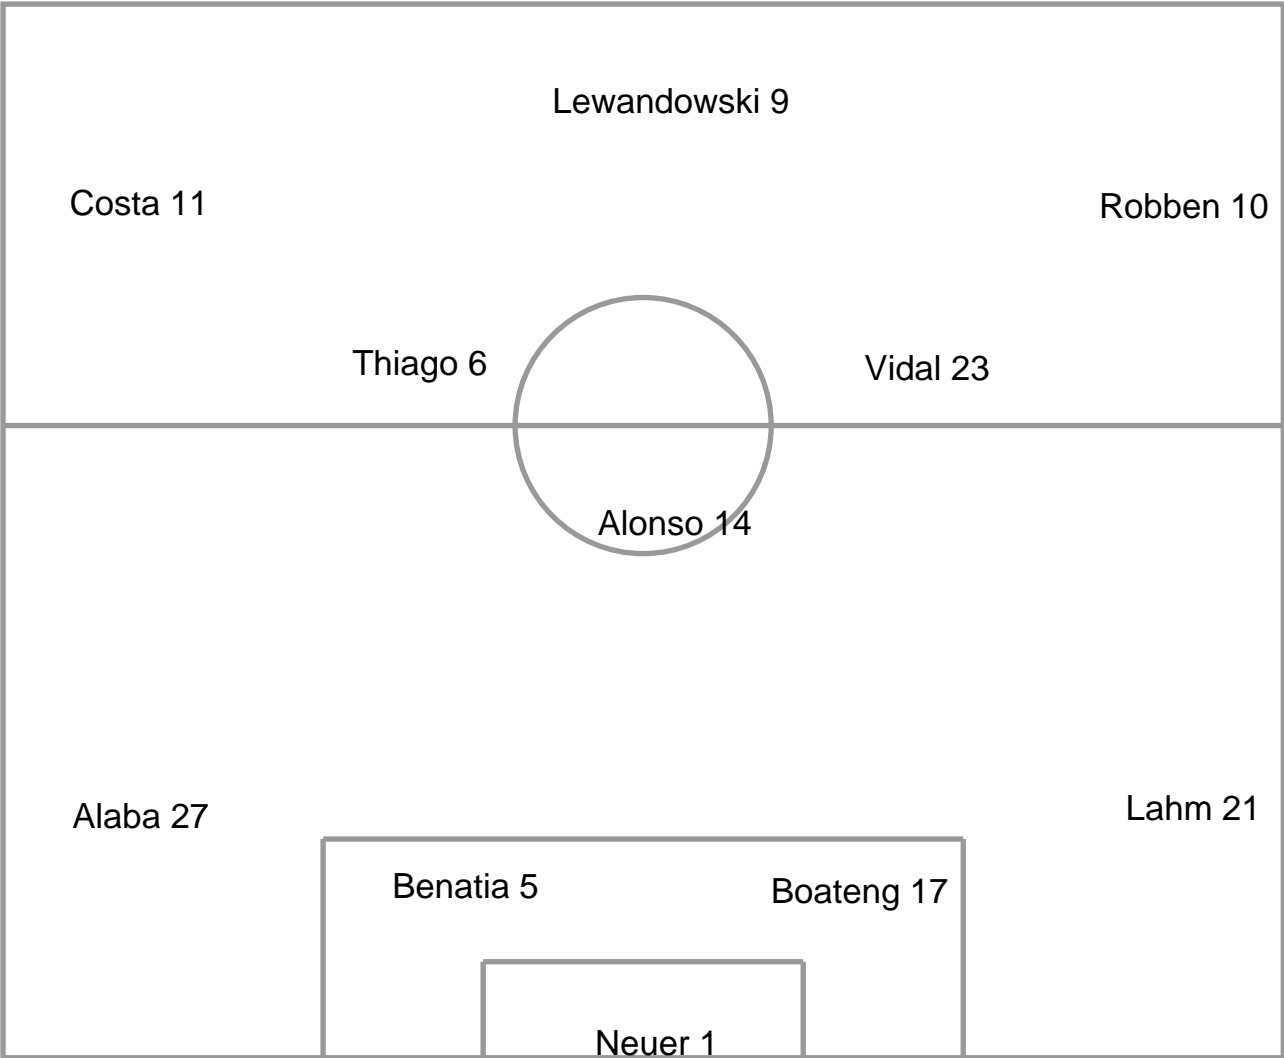 Lewandowski 9
Costa 11
Robben 10
Thiago 6
Vidal 23
Alonso 14
Alaba 27
Lahm 21
Benatia 5
Boateng 17
Neuer 1